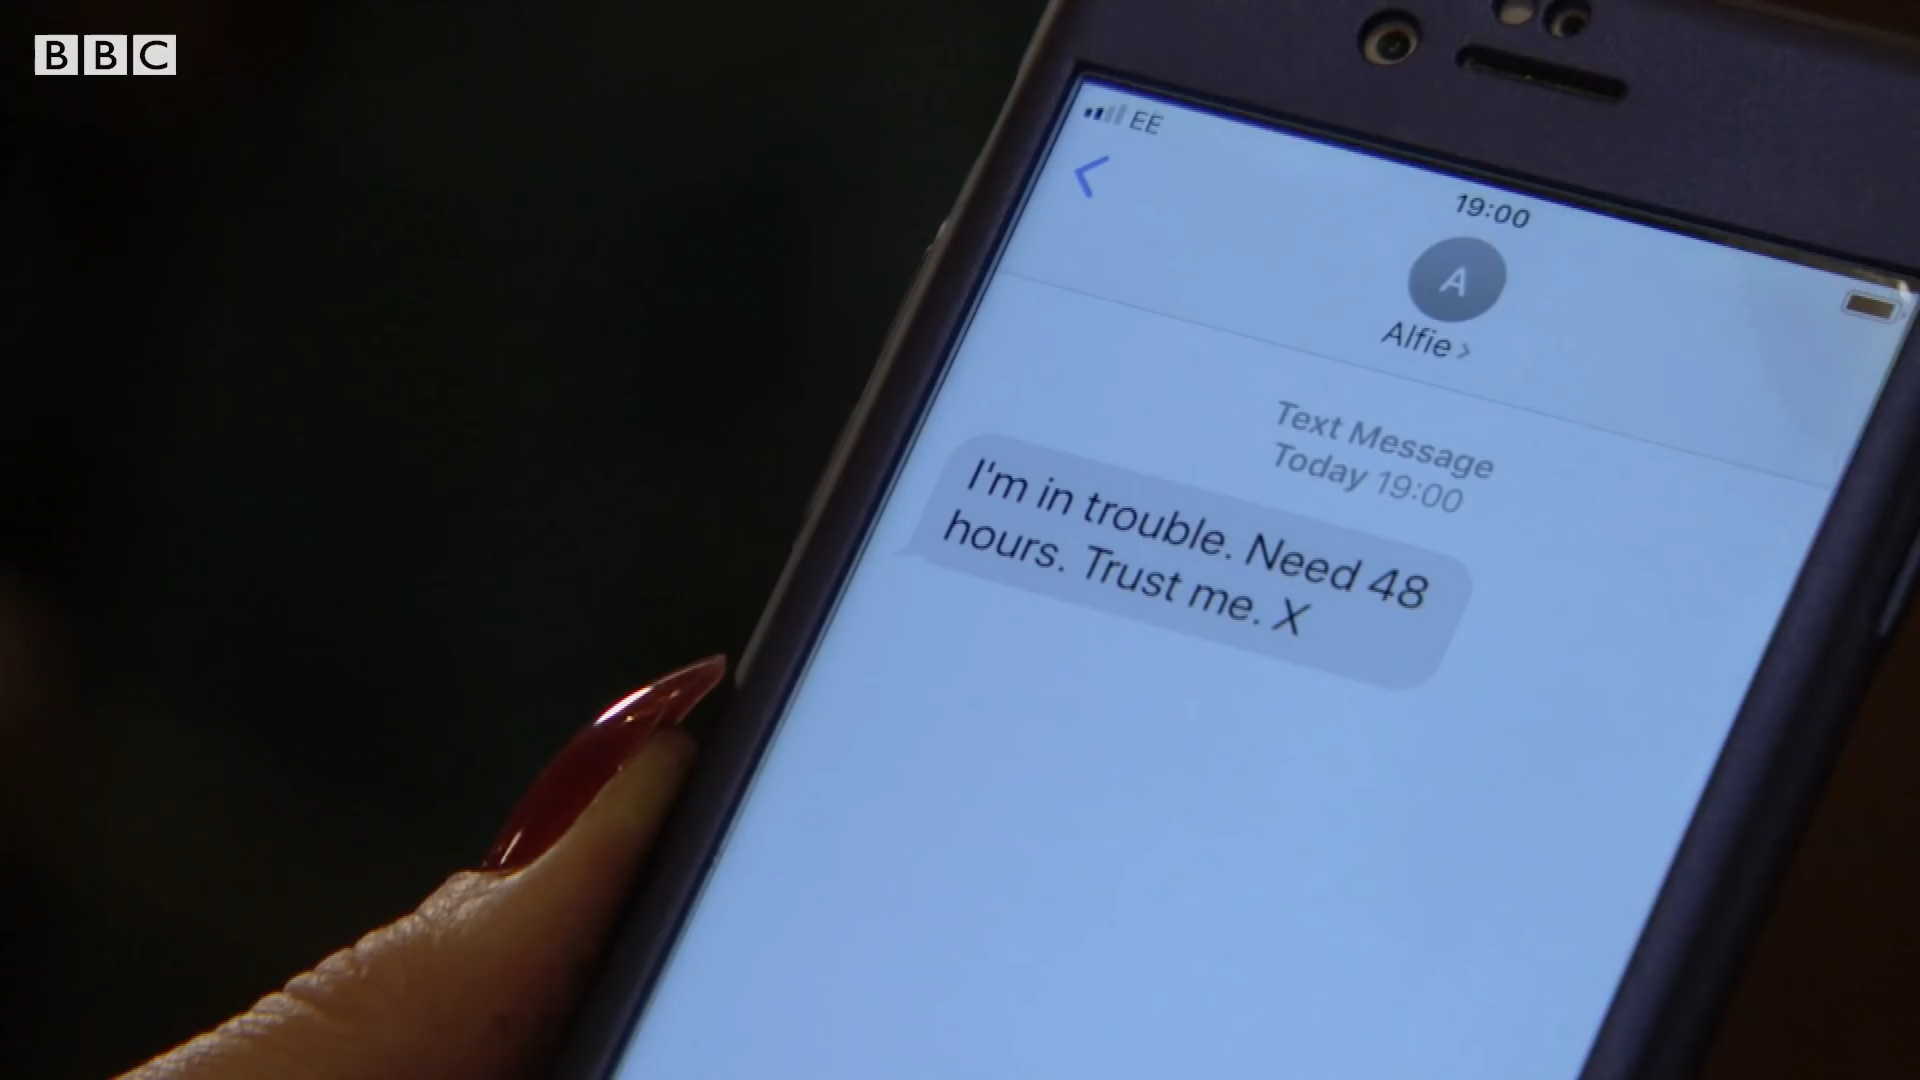 BBC
EE
19:00
A
Alfie >
Text Message
Today 19:00
I'm in trouble. Need 48
hours. Trust me. X